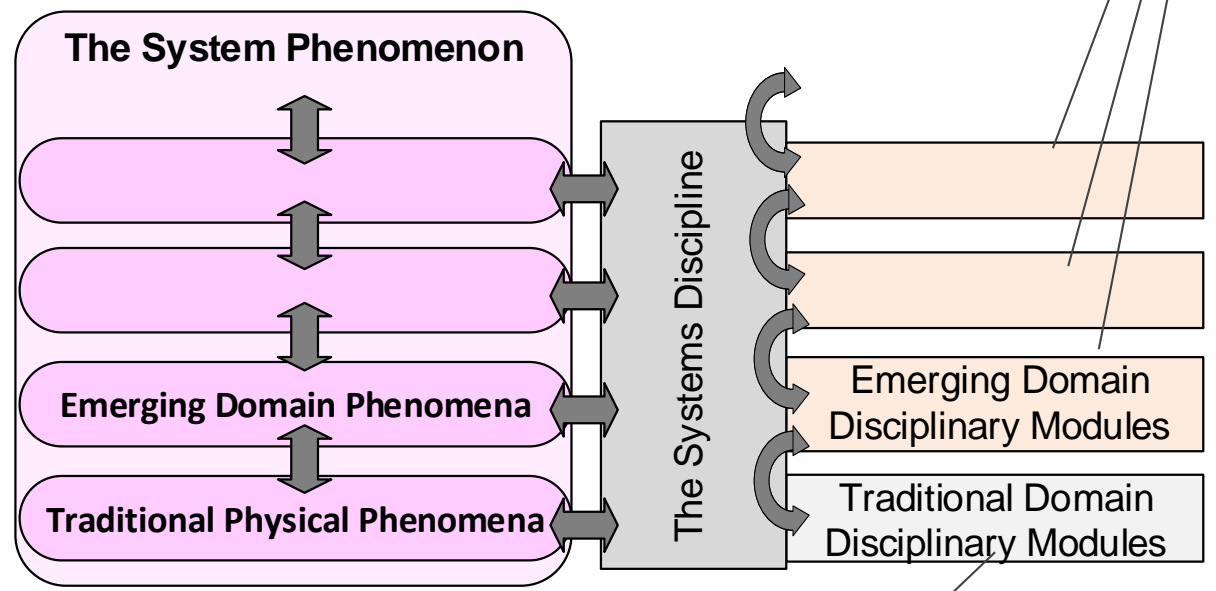 The System Phenomenon
The Systems Discipline
Emerging Domain Phenomena
Emerging Domain
Disciplinary Modules
Traditional Physical Phenomena
Traditional Domain
Disciplinary Modules